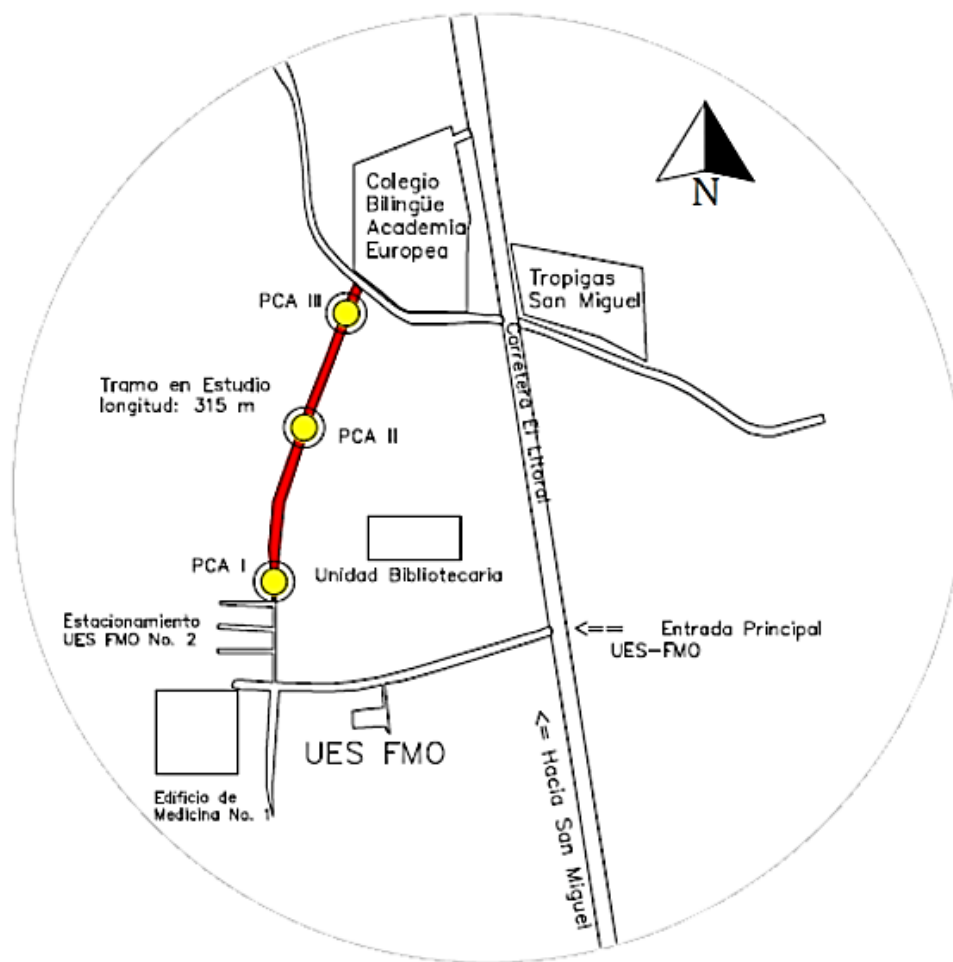 Colegio
Bilingüe
Academia
Europea
N
Tropigas
San Miguel
PCA III
Carretera El Litoral
Tramo en Estudio
longitud: 315 m
PCA II
PCA I
Unidad Bibliotecaria
Estacionamiento
UES FMO No. 2
<== Entrada Principal
UES-FMO
<= Hacia San Miguel
UES FMO
Edificio de
Medicina No. 1